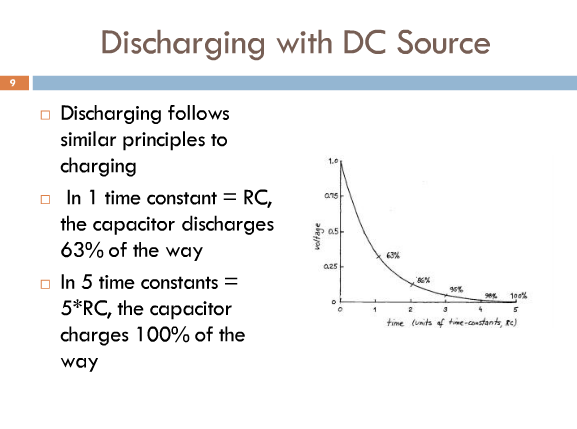 Discharging with DC Source
9
□ Discharging follows
similar principles to
charging
□ In 1 time constant = RC,
the capacitor discharges
63% of the way
□ In 5 time constants =
5*RC, the capacitor
charges 100% of the
way
1.0
0.75
0.5
0.25
0
voltage
63%
86%
95%
98% 100%
0 1 2 3 4 5
time (units of time-constants, RC)